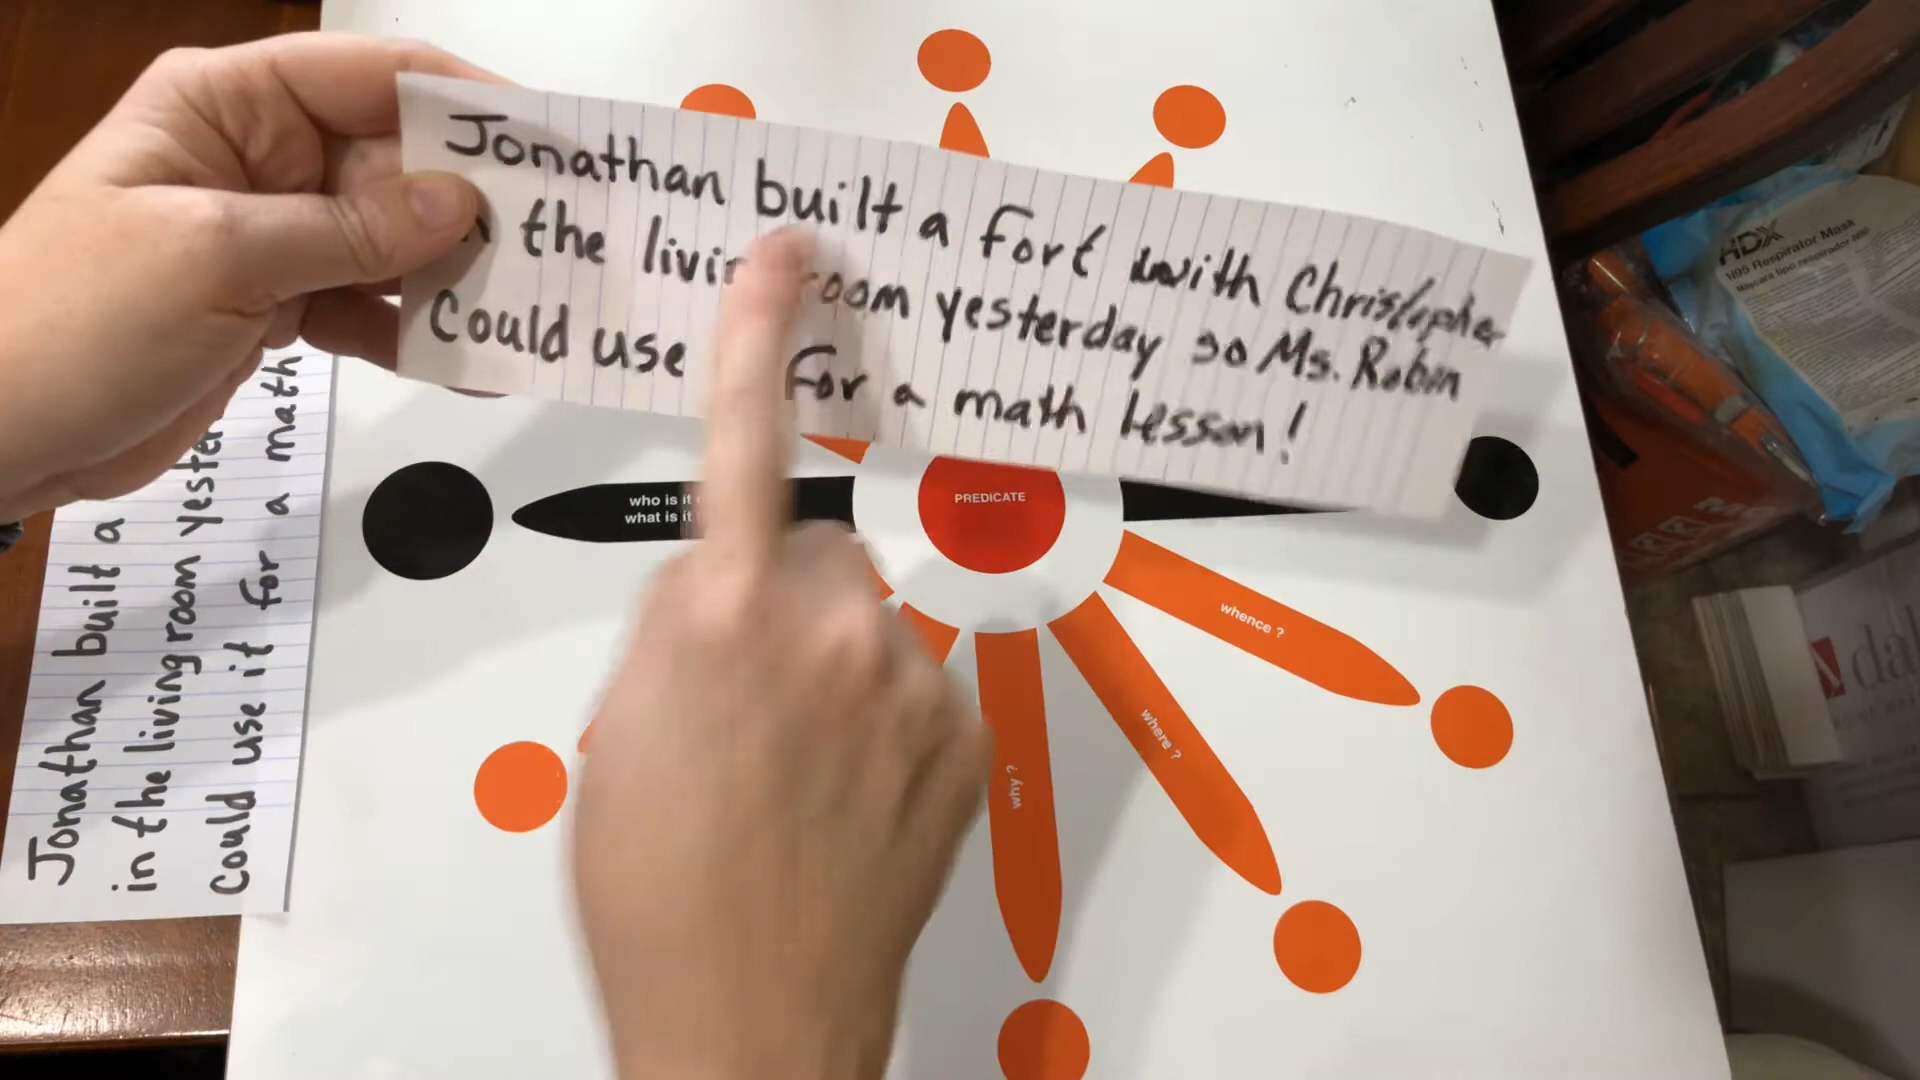 Jonathan built a fort with Christopher
the room yesterday so Ms. Robin
Could use for a math lesson!
PREDICATE
who is it
what is it
whence ?
where ?
why ?
Jonathan built a
in the living room
Could use it for a math
HDX
N95 Respirator Mask